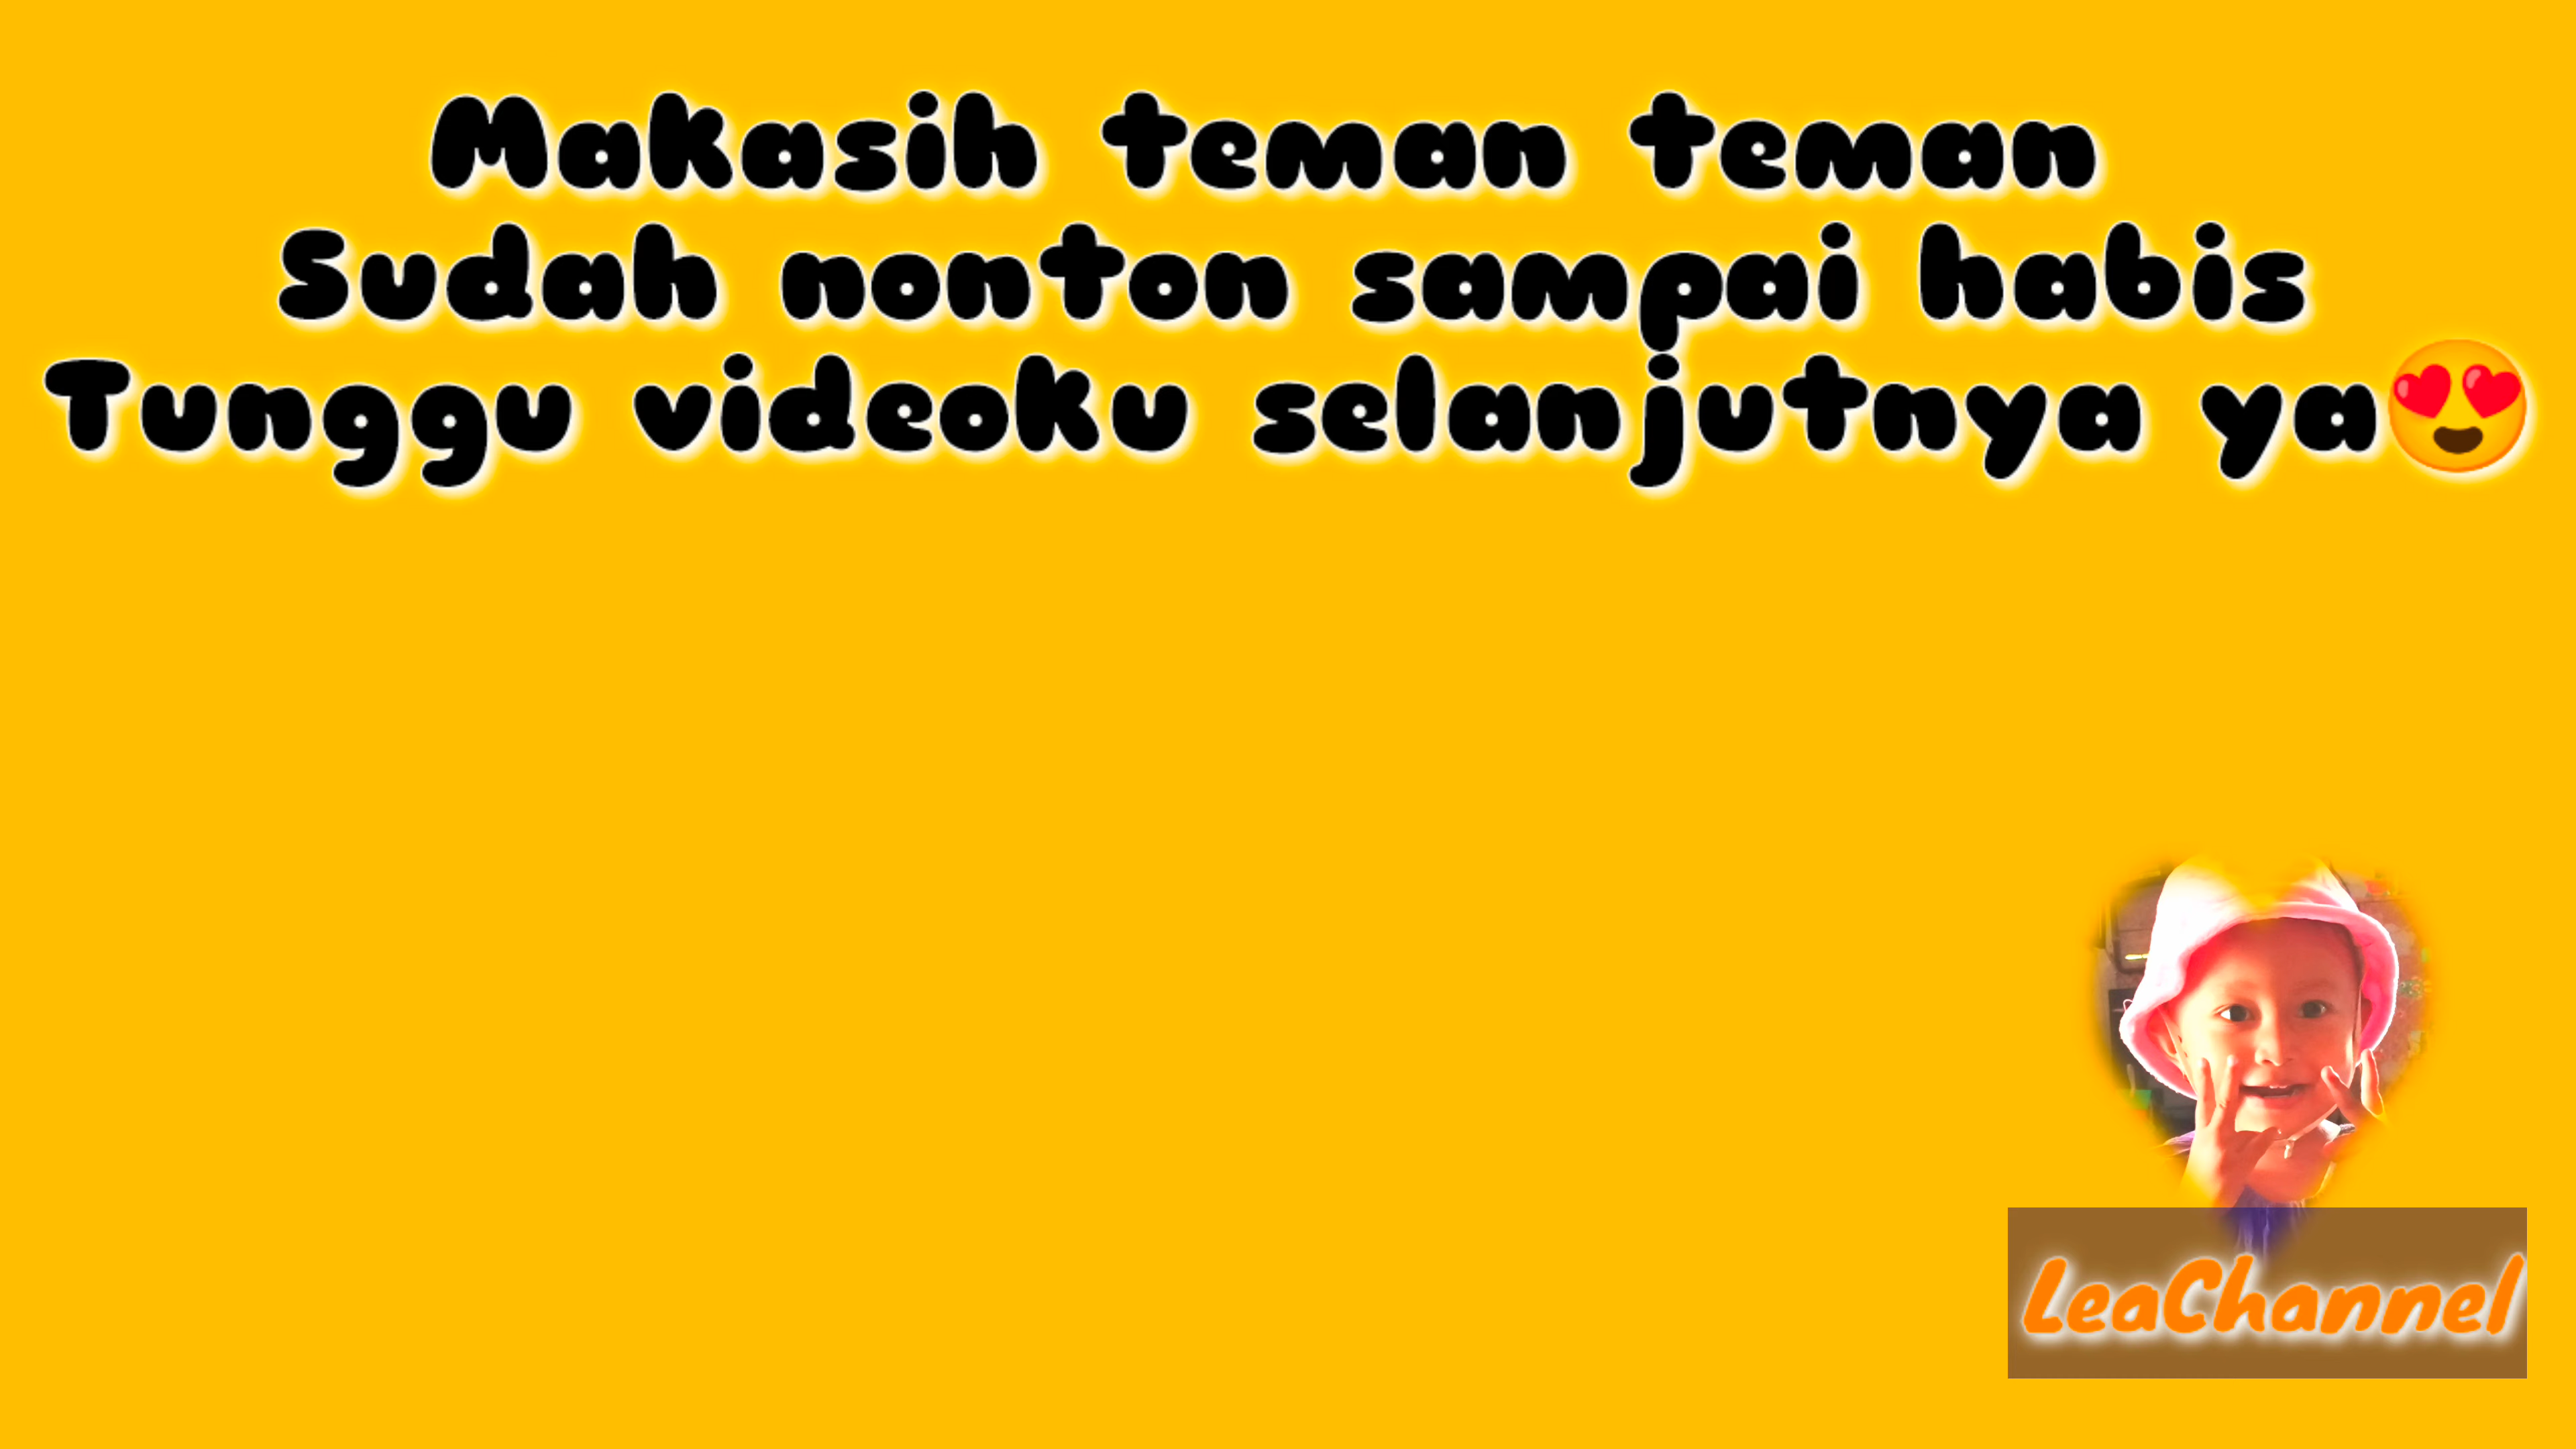 Makasih teman teman
Sudah nonton sampai habis
Tunggu videoku selanjutnya ya😍
LeaChannel